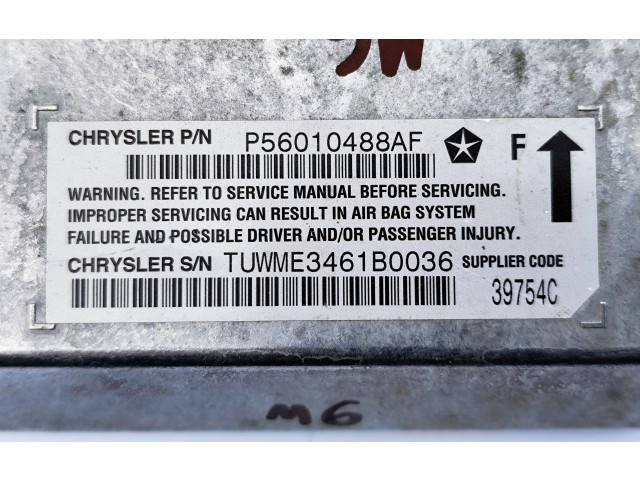 SW
CHRYSLER P/N P56010488AF F
WARNING. REFER TO SERVICE MANUAL BEFORE SERVICING.
IMPROPER SERVICING CAN RESULT IN AIR BAG SYSTEM
FAILURE AND POSSIBLE DRIVER AND/OR PASSENGER INJURY.
CHRYSLER S/N TUWME3461B0036 SUPPLIER CODE
39754C
M6